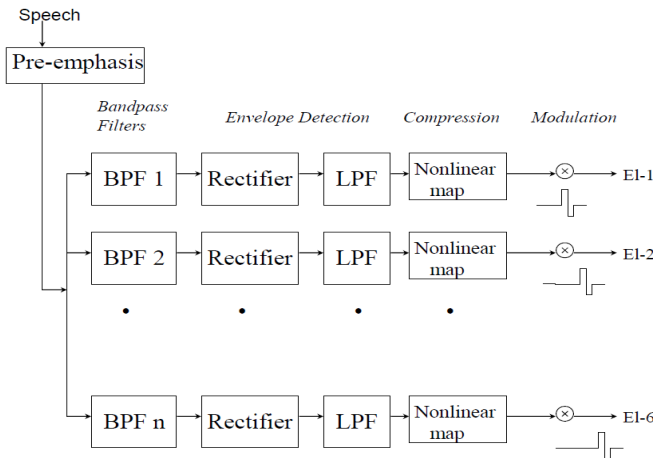 Speech
Pre-emphasis
Bandpass
Filters
Envelope Detection
Compression
Modulation
BPF 1
Rectifier
LPF
Nonlinear
map
El-1
BPF 2
Rectifier
LPF
Nonlinear
map
El-2
BPF n
Rectifier
LPF
Nonlinear
map
El-6